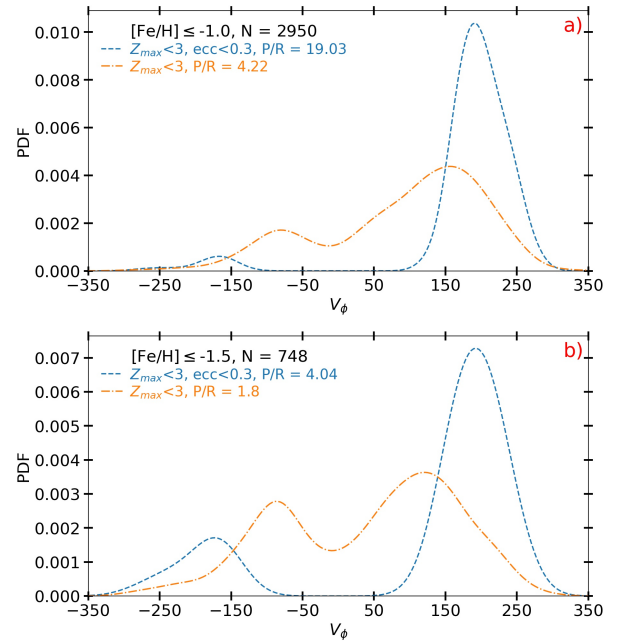 a)
[Fe/H] ≤ -1.0, N = 2950
Z_max<3, ecc<0.3, P/R = 19.03
Z_max<3, P/R = 4.22
PDF
0.010
0.008
0.006
0.004
0.002
0.000
−350 −250 −150 −50 50 150 250 350
V_ϕ
b)
[Fe/H] ≤ -1.5, N = 748
Z_max<3, ecc<0.3, P/R = 4.04
Z_max<3, P/R = 1.8
PDF
0.007
0.006
0.005
0.004
0.003
0.002
0.001
0.000
−350 −250 −150 −50 50 150 250 350
V_ϕ